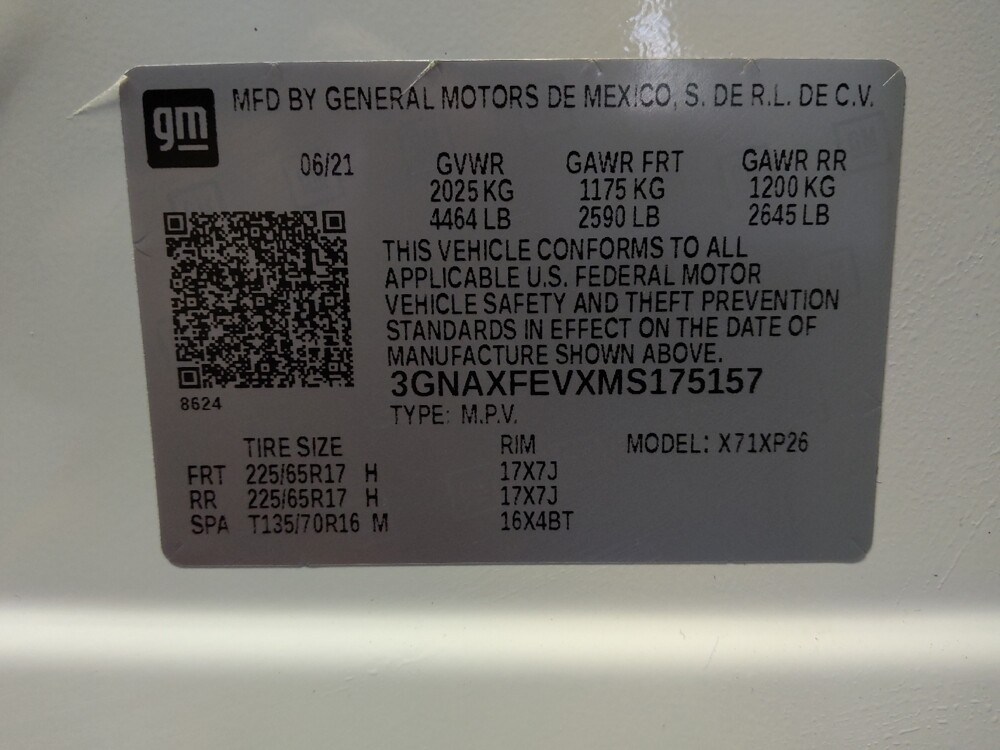 gm
MFD BY GENERAL MOTORS DE MEXICO, S. DE R.L. DE C.V.
06/21 GVWR GAWR FRT GAWR RR
2025 KG 1175 KG 1200 KG
4464 LB 2590 LB 2645 LB
THIS VEHICLE CONFORMS TO ALL
APPLICABLE U.S. FEDERAL MOTOR
VEHICLE SAFETY AND THEFT PREVENTION
STANDARDS IN EFFECT ON THE DATE OF
MANUFACTURE SHOWN ABOVE.
3GNAXFEVXMS175157
8624
TYPE: M.P.V.
TIRE SIZE RIM MODEL: X71XP26
FRT 225/65R17 H 17X7J
RR 225/65R17 H 17X7J
SPA T135/70R16 M 16X4BT